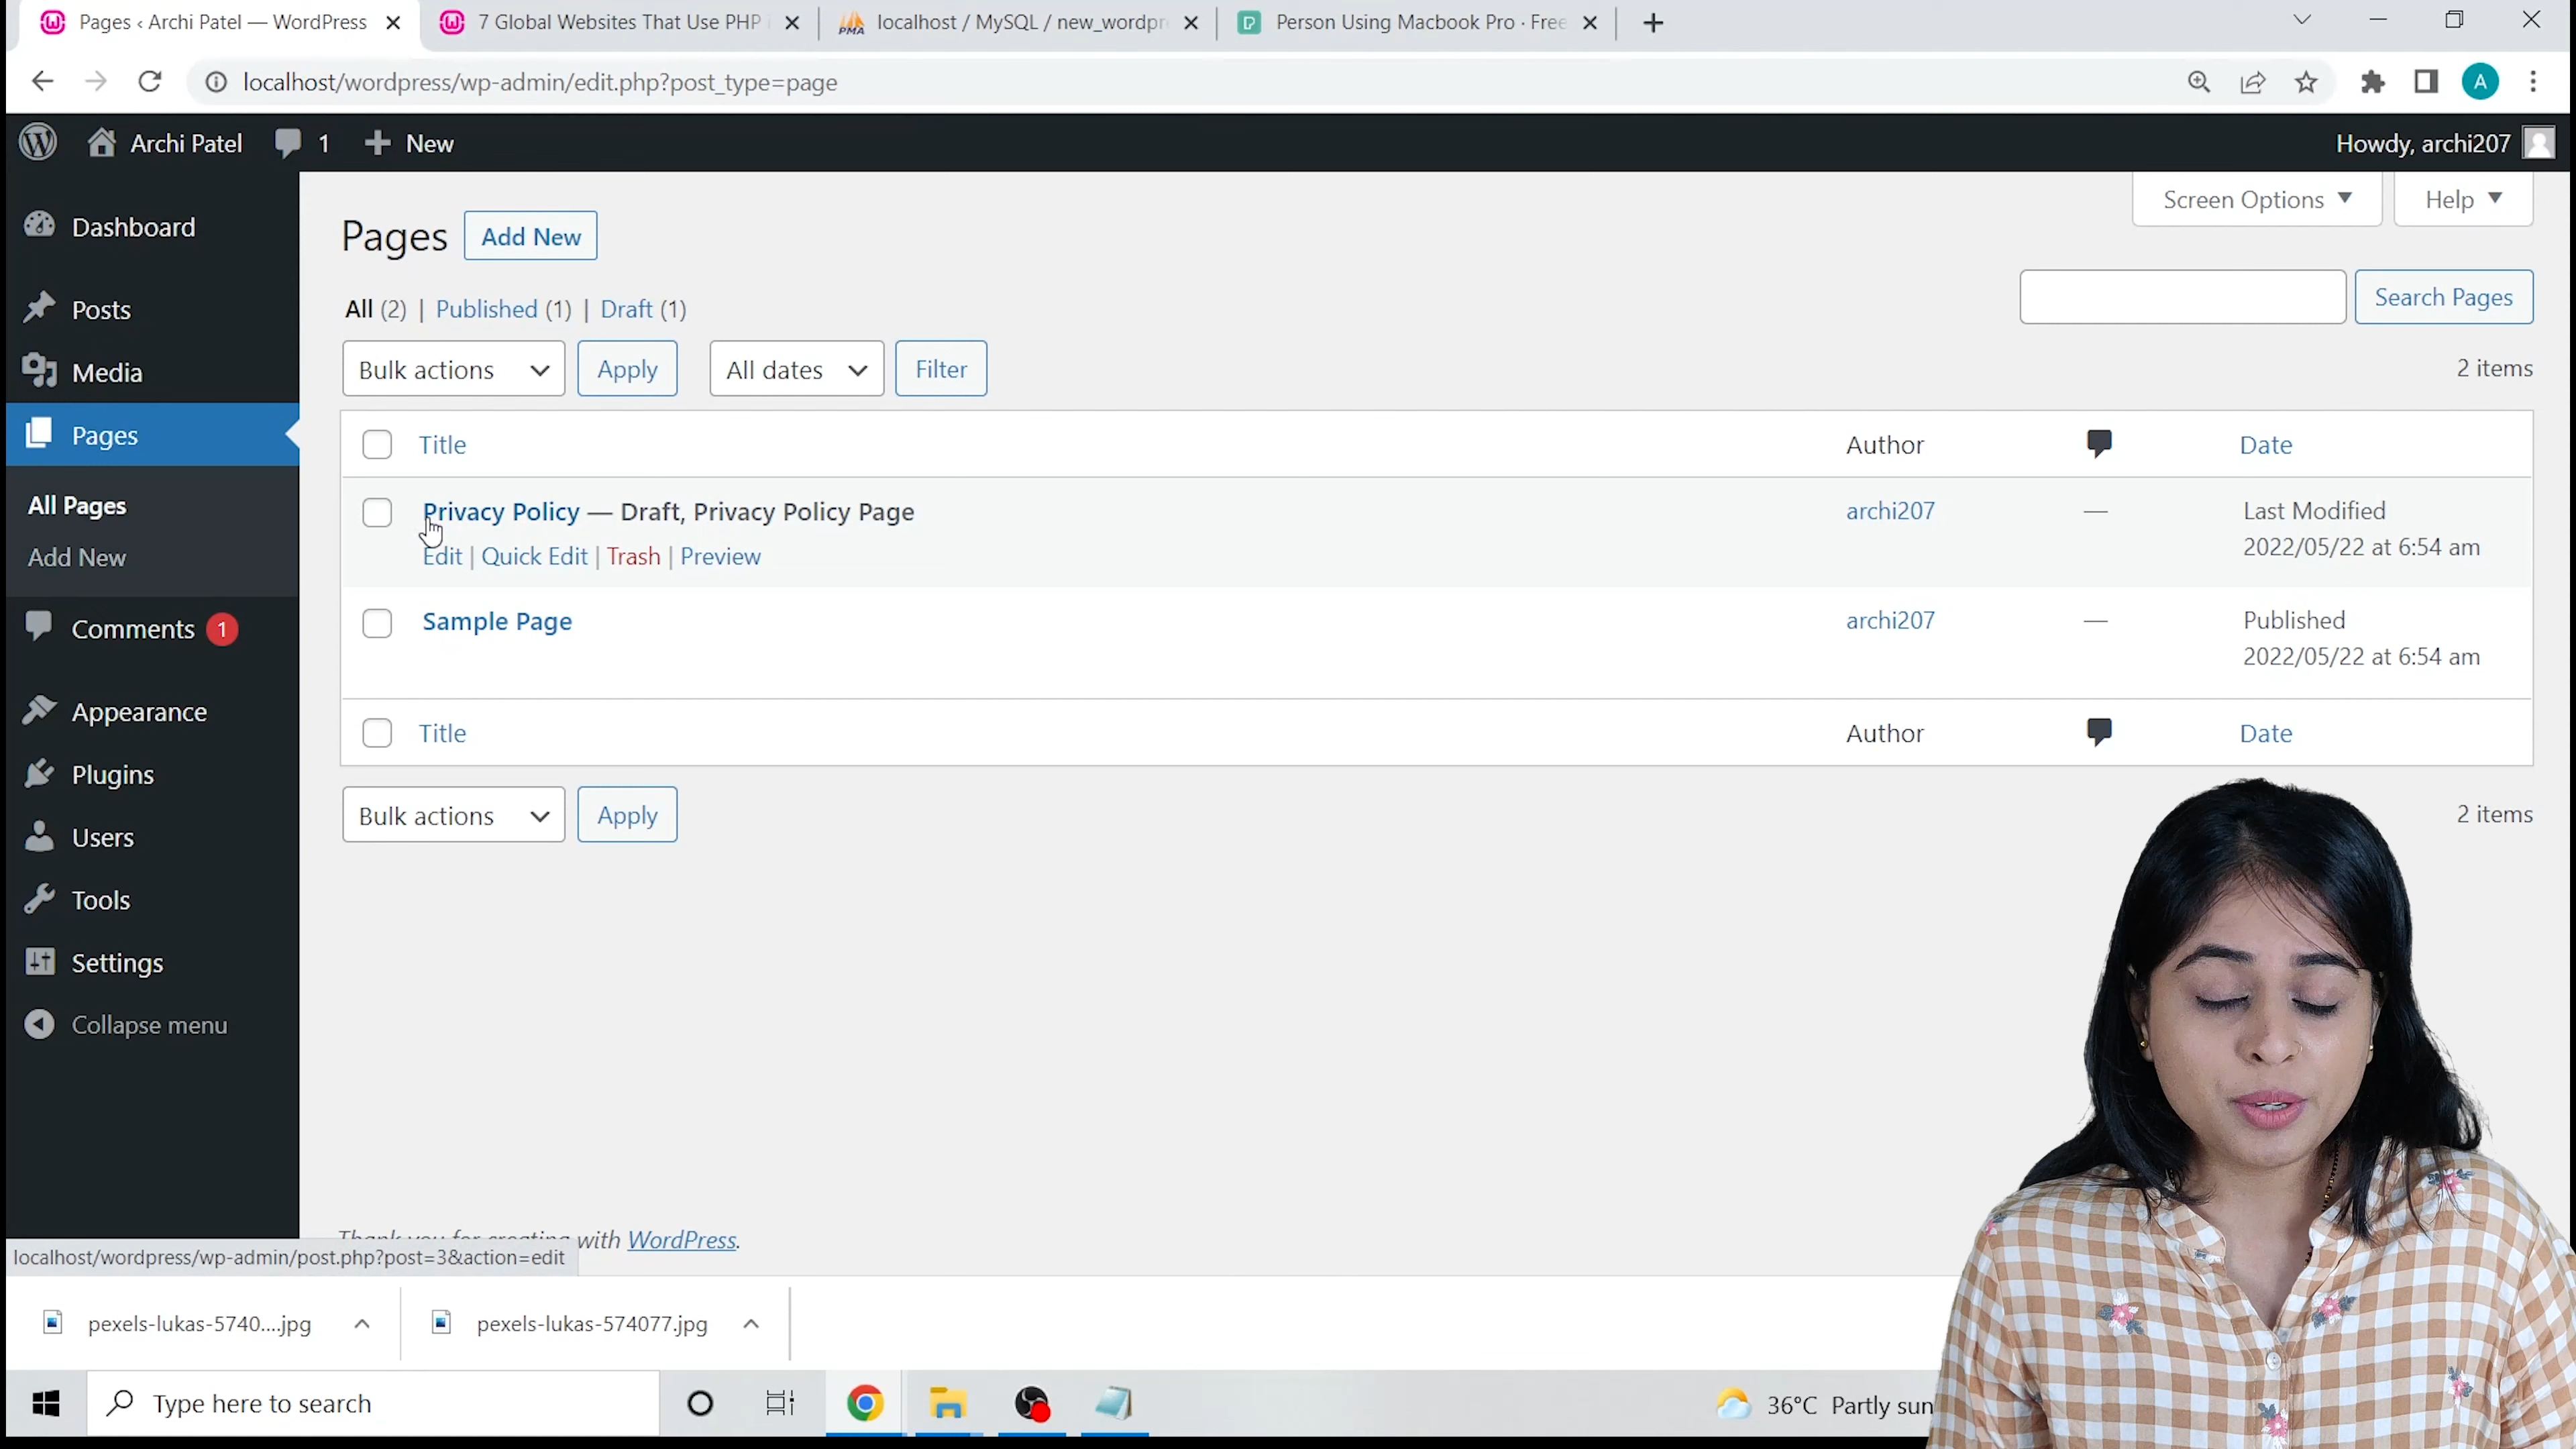 Pages ‹ Archi Patel — WordPress
7 Global Websites That Use PHP
localhost / MySQL / new_wordpr
Person Using Macbook Pro · Free
localhost/wordpress/wp-admin/edit.php?post_type=page
A
Archi Patel
1
New
Howdy, archi207
Dashboard
Posts
Media
Pages
All Pages
Add New
Comments 1
Appearance
Plugins
Users
Tools
Settings
Collapse menu
Screen Options
Help
Pages
Add New
All (2) | Published (1) | Draft (1)
Search Pages
Bulk actions
Apply
All dates
Filter
2 items
Title
Author
Date
Privacy Policy — Draft, Privacy Policy Page
archi207
—
Last Modified
2022/05/22 at 6:54 am
Edit | Quick Edit | Trash | Preview
Sample Page
archi207
—
Published
2022/05/22 at 6:54 am
Title
Author
Date
Bulk actions
Apply
2 items
Thank you for creating with WordPress.
localhost/wordpress/wp-admin/post.php?post=3&action=edit
pexels-lukas-5740....jpg
pexels-lukas-574077.jpg
Type here to search
36°C Partly sun